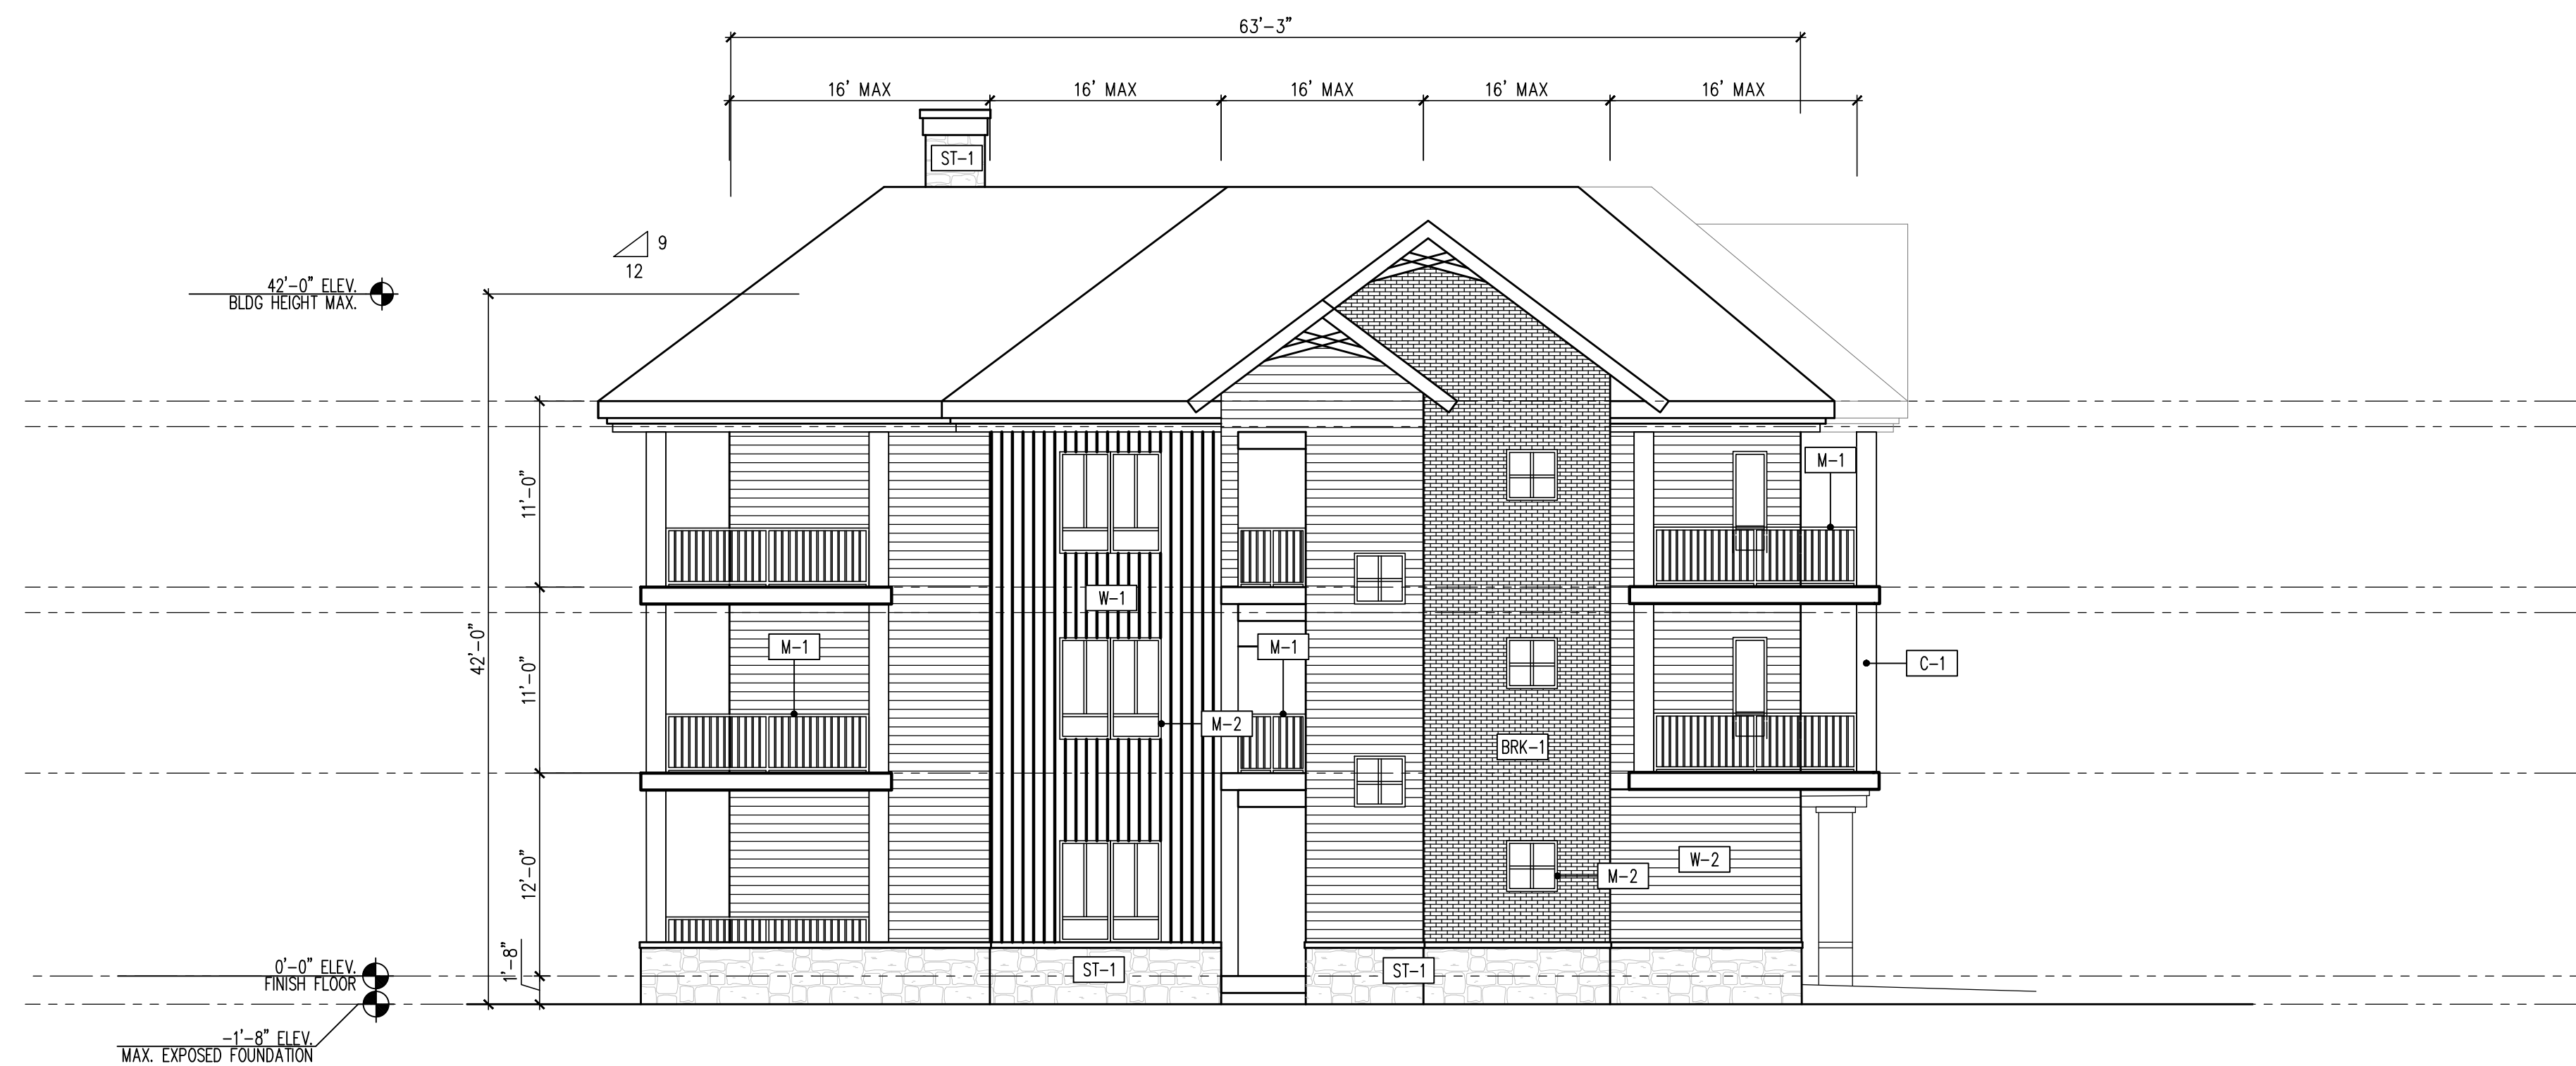 63'-3"
16' MAX 16' MAX 16' MAX 16' MAX 16' MAX
ST-1
9
12
42'-0" ELEV.
BLDG HEIGHT MAX.
M-1
11'-0"
W-1
42'-0"
11'-0"
M-1
M-1
C-1
M-2
BRK-1
12'-0"
W-2
M-2
1'-8"
0'-0" ELEV.
FINISH FLOOR
ST-1
ST-1
-1'-8" ELEV.
MAX. EXPOSED FOUNDATION